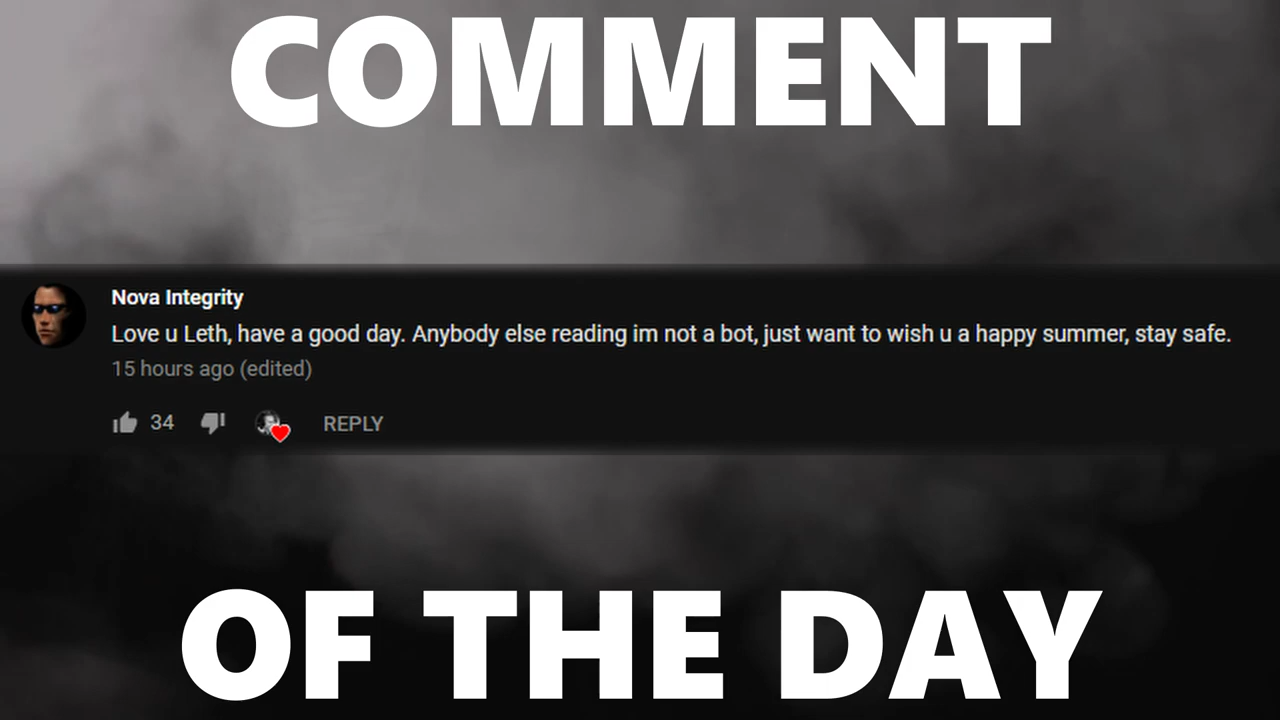 COMMENT
Nova Integrity
Love u Leth, have a good day. Anybody else reading im not a bot, just want to wish u a happy summer, stay safe.
15 hours ago (edited)
34
REPLY
OF THE DAY